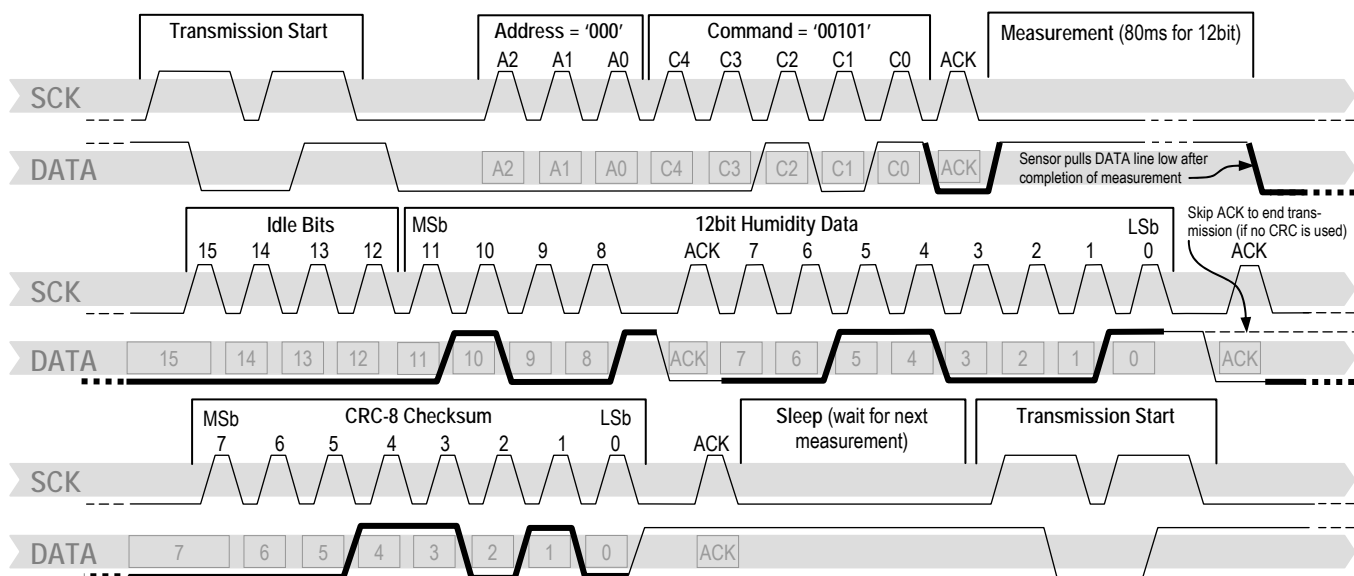 Transmission Start
Address = ‘000’
Command = ‘00101’
Measurement (80ms for 12bit)
A2 A1 A0 C4 C3 C2 C1 C0 ACK
SCK
DATA
A2 A1 A0 C4 C3 C2 C1 C0 ACK
Sensor pulls DATA line low after
completion of measurement
Idle Bits
MSb
12bit Humidity Data
LSb
Skip ACK to end trans-
mission (if no CRC is used)
15 14 13 12 11 10 9 8 ACK 7 6 5 4 3 2 1 0 ACK
SCK
DATA
15 14 13 12 11 10 9 8 ACK 7 6 5 4 3 2 1 0 ACK
MSb
CRC-8 Checksum
LSb
Sleep (wait for next
measurement)
Transmission Start
7 6 5 4 3 2 1 0 ACK
SCK
DATA
7 6 5 4 3 2 1 0 ACK